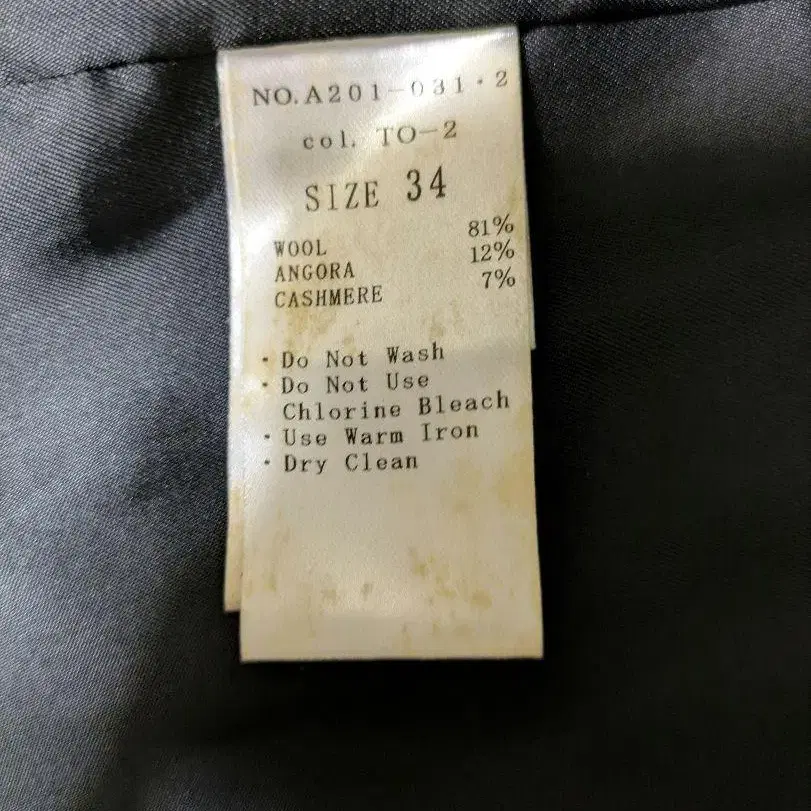 NO.A201-031・2
col. TO-2
SIZE 34
WOOL 81%
ANGORA 12%
CASHMERE 7%
・Do Not Wash
・Do Not Use
Chlorine Bleach
・Use Warm Iron
・Dry Clean